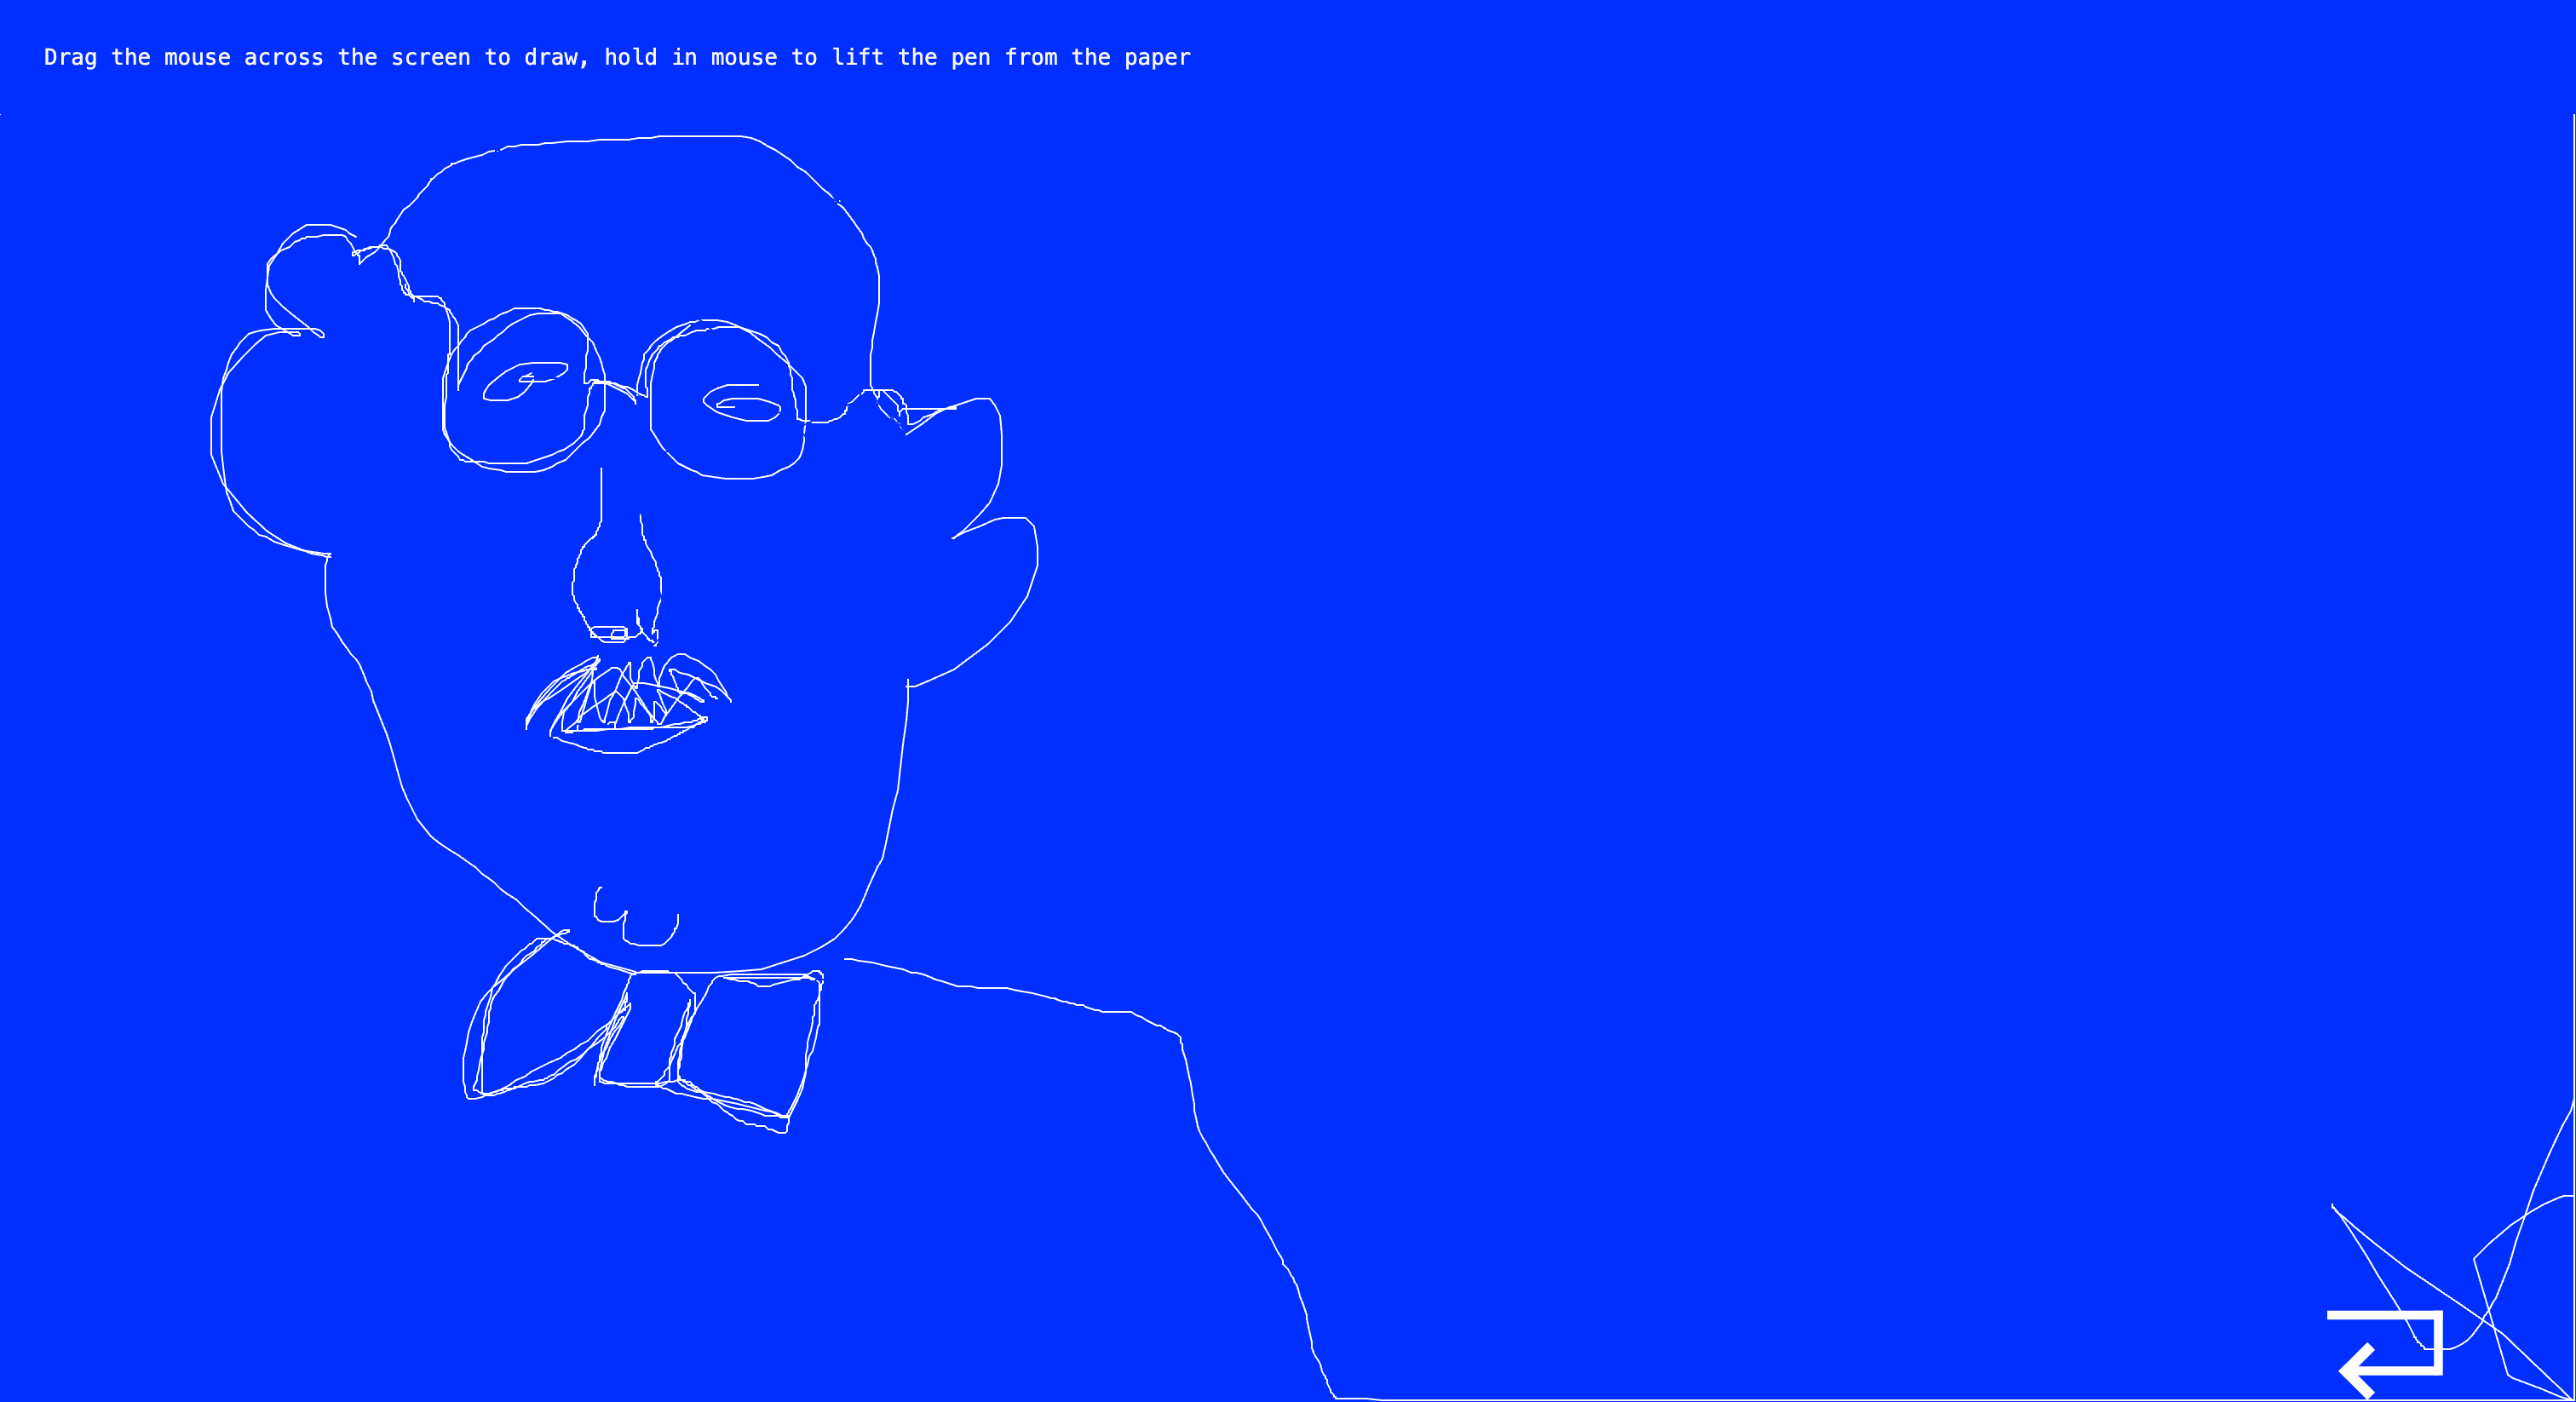 Drag the mouse across the screen to draw, hold in mouse to lift the pen from the paper